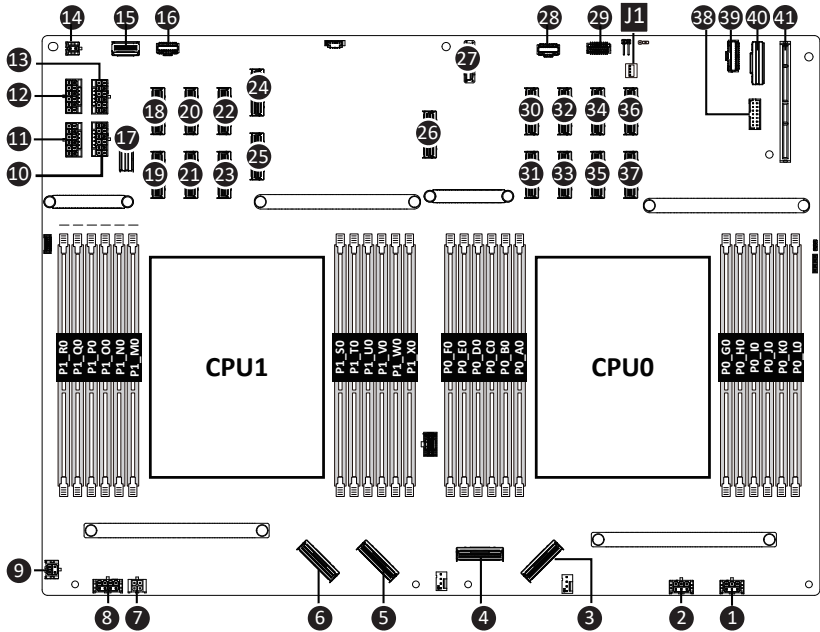 14
15
16
28
29
J1
38
39
40
41
13
12
11
10
17
18
20
22
24
27
26
30
32
34
36
19
21
23
25
31
33
35
37
P1_R0
P1_Q0
P1_P0
P1_O0
P1_N0
P1_M0
CPU1
P1_S0
P1_T0
P1_U0
P1_V0
P1_W0
P1_X0
P0_F0
P0_E0
P0_D0
P0_C0
P0_B0
P0_A0
CPU0
P0_G0
P0_H0
P0_I0
P0_J0
P0_K0
P0_L0
9
8
7
6
5
4
3
2
1